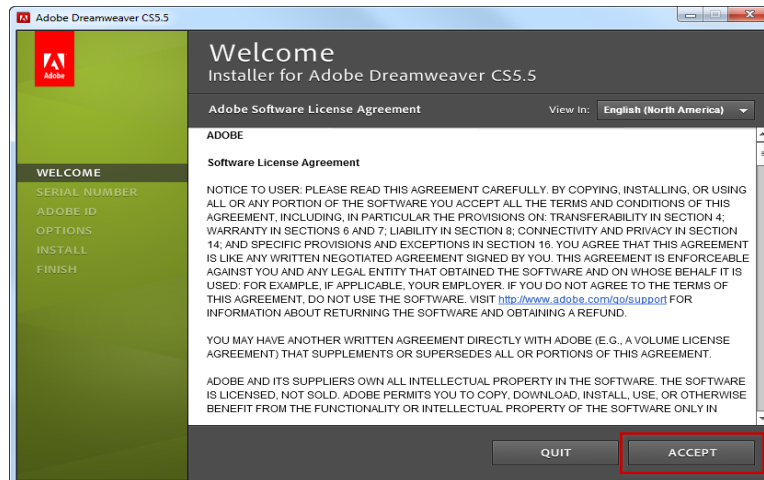 Adobe Dreamweaver CS5.5
Adobe
Welcome
Installer for Adobe Dreamweaver CS5.5
Adobe Software License Agreement
View In:
English (North America)
WELCOME
SERIAL NUMBER
ADOBE ID
OPTIONS
INSTALL
FINISH
ADOBE
Software License Agreement
NOTICE TO USER: PLEASE READ THIS AGREEMENT CAREFULLY. BY COPYING, INSTALLING, OR USING
ALL OR ANY PORTION OF THE SOFTWARE YOU ACCEPT ALL THE TERMS AND CONDITIONS OF THIS
AGREEMENT, INCLUDING, IN PARTICULAR THE PROVISIONS ON: TRANSFERABILITY IN SECTION 4;
WARRANTY IN SECTIONS 6 AND 7; LIABILITY IN SECTION 8; CONNECTIVITY AND PRIVACY IN SECTION
14; AND SPECIFIC PROVISIONS AND EXCEPTIONS IN SECTION 16. YOU AGREE THAT THIS AGREEMENT
IS LIKE ANY WRITTEN NEGOTIATED AGREEMENT SIGNED BY YOU. THIS AGREEMENT IS ENFORCEABLE
AGAINST YOU AND ANY LEGAL ENTITY THAT OBTAINED THE SOFTWARE AND ON WHOSE BEHALF IT IS
USED: FOR EXAMPLE, IF APPLICABLE, YOUR EMPLOYER. IF YOU DO NOT AGREE TO THE TERMS OF
THIS AGREEMENT, DO NOT USE THE SOFTWARE. VISIT http://www.adobe.com/go/support FOR
INFORMATION ABOUT RETURNING THE SOFTWARE AND OBTAINING A REFUND.
YOU MAY HAVE ANOTHER WRITTEN AGREEMENT DIRECTLY WITH ADOBE (E.G., A VOLUME LICENSE
AGREEMENT) THAT SUPPLEMENTS OR SUPERSEDES ALL OR PORTIONS OF THIS AGREEMENT.
ADOBE AND ITS SUPPLIERS OWN ALL INTELLECTUAL PROPERTY IN THE SOFTWARE. THE SOFTWARE
IS LICENSED, NOT SOLD. ADOBE PERMITS YOU TO COPY, DOWNLOAD, INSTALL, USE, OR OTHERWISE
BENEFIT FROM THE FUNCTIONALITY OR INTELLECTUAL PROPERTY OF THE SOFTWARE ONLY IN
QUIT
ACCEPT